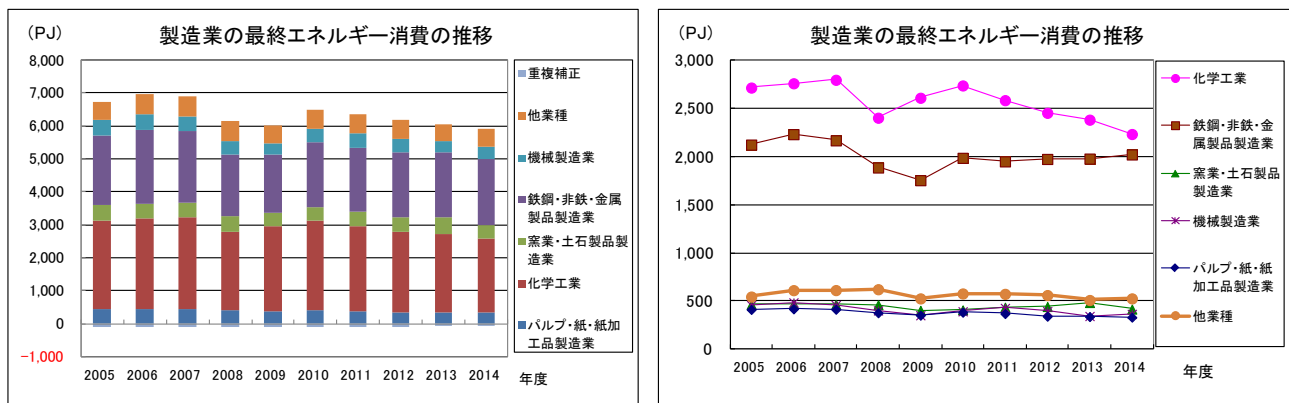 (PJ)
製造業の最終エネルギー消費の推移
8,000
7,000
6,000
5,000
4,000
3,000
2,000
1,000
0
-1,000
2005 2006 2007 2008 2009 2010 2011 2012 2013 2014
年度
重複補正
他業種
機械製造業
鉄鋼・非鉄・金属
製品製造業
窯業・土石製品製
造業
化学工業
パルプ・紙・紙加
工品製造業
(PJ)
製造業の最終エネルギー消費の推移
3,000
2,500
2,000
1,500
1,000
500
0
2005 2006 2007 2008 2009 2010 2011 2012 2013 2014
年度
化学工業
鉄鋼・非鉄・金
属製品製造業
窯業・土石製品
製造業
機械製造業
パルプ・紙・紙
加工品製造業
他業種